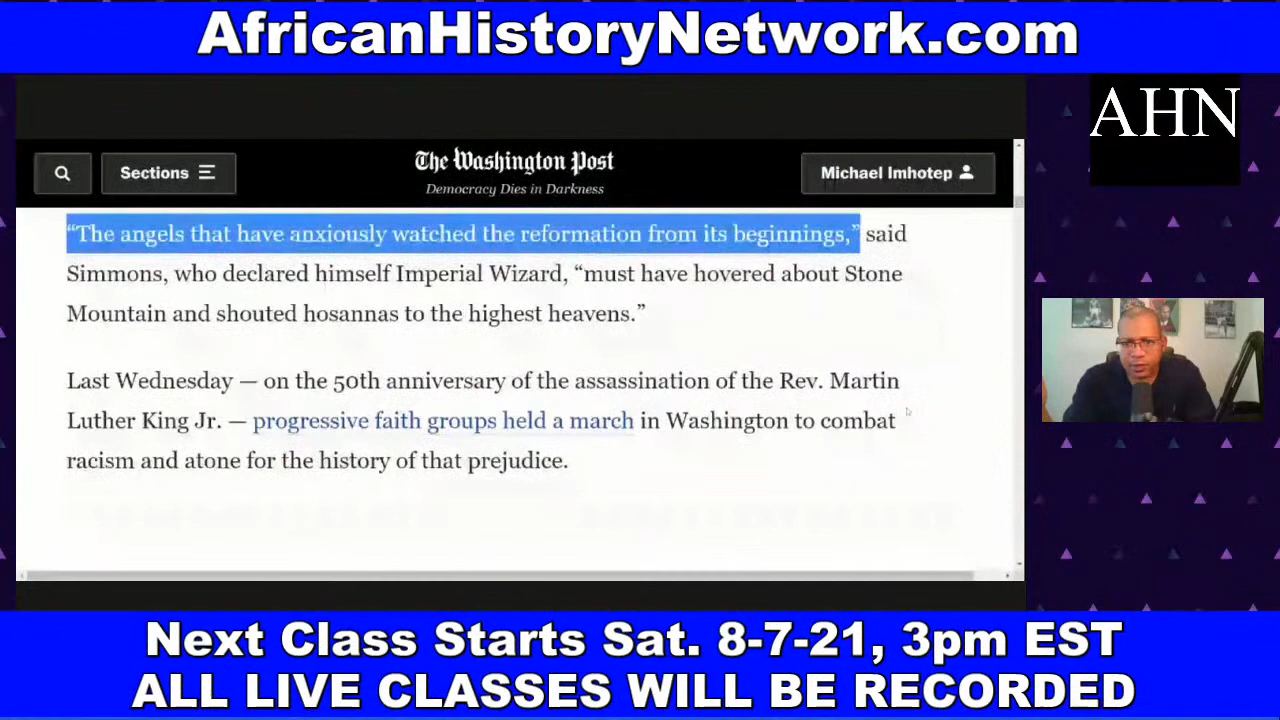 AfricanHistoryNetwork.com
AHN
Sections
The Washington Post
Democracy Dies in Darkness
Michael Imhotep
“The angels that have anxiously watched the reformation from its beginnings,” said
Simmons, who declared himself Imperial Wizard, “must have hovered about Stone
Mountain and shouted hosannas to the highest heavens.”
Last Wednesday — on the 50th anniversary of the assassination of the Rev. Martin
Luther King Jr. — progressive faith groups held a march in Washington to combat
racism and atone for the history of that prejudice.
Next Class Starts Sat. 8-7-21, 3pm EST
ALL LIVE CLASSES WILL BE RECORDED